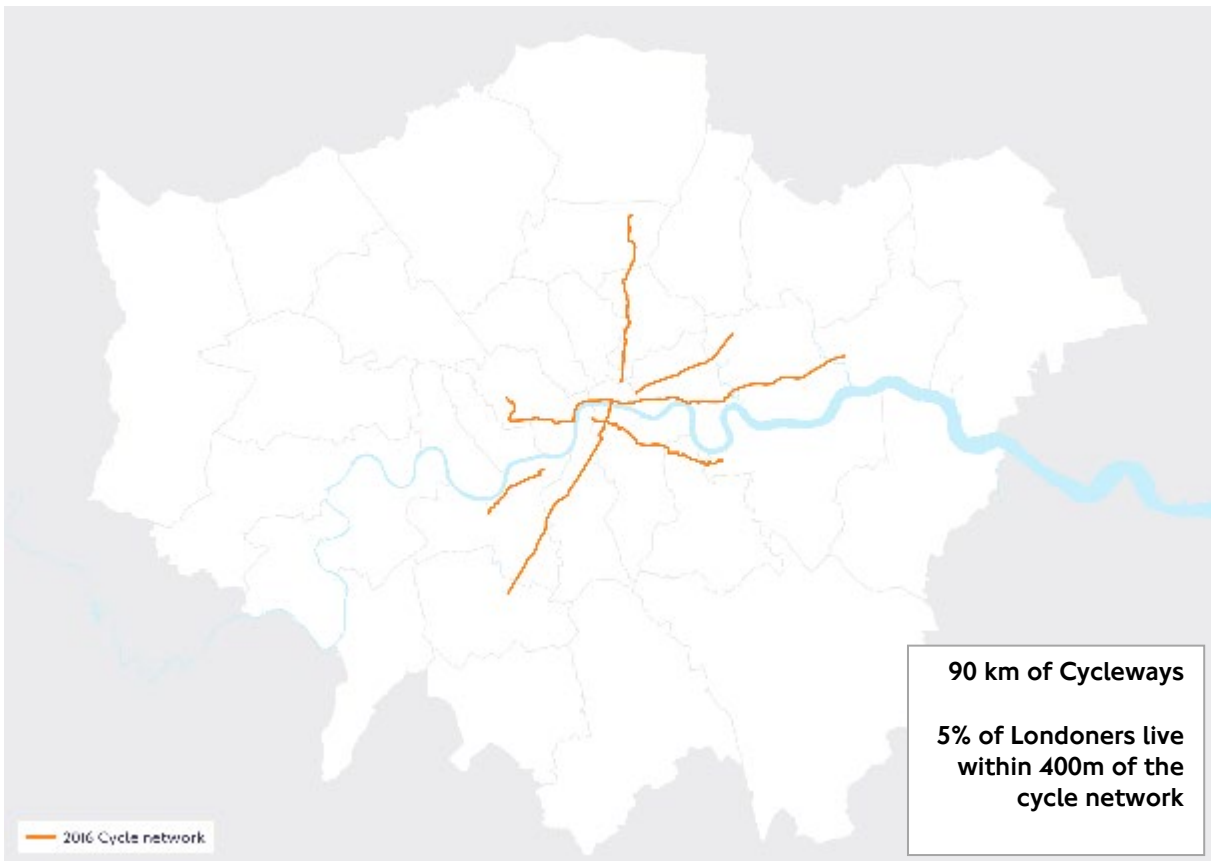 90 km of Cycleways
5% of Londoners live
within 400m of the
cycle network
2016 Cycle network